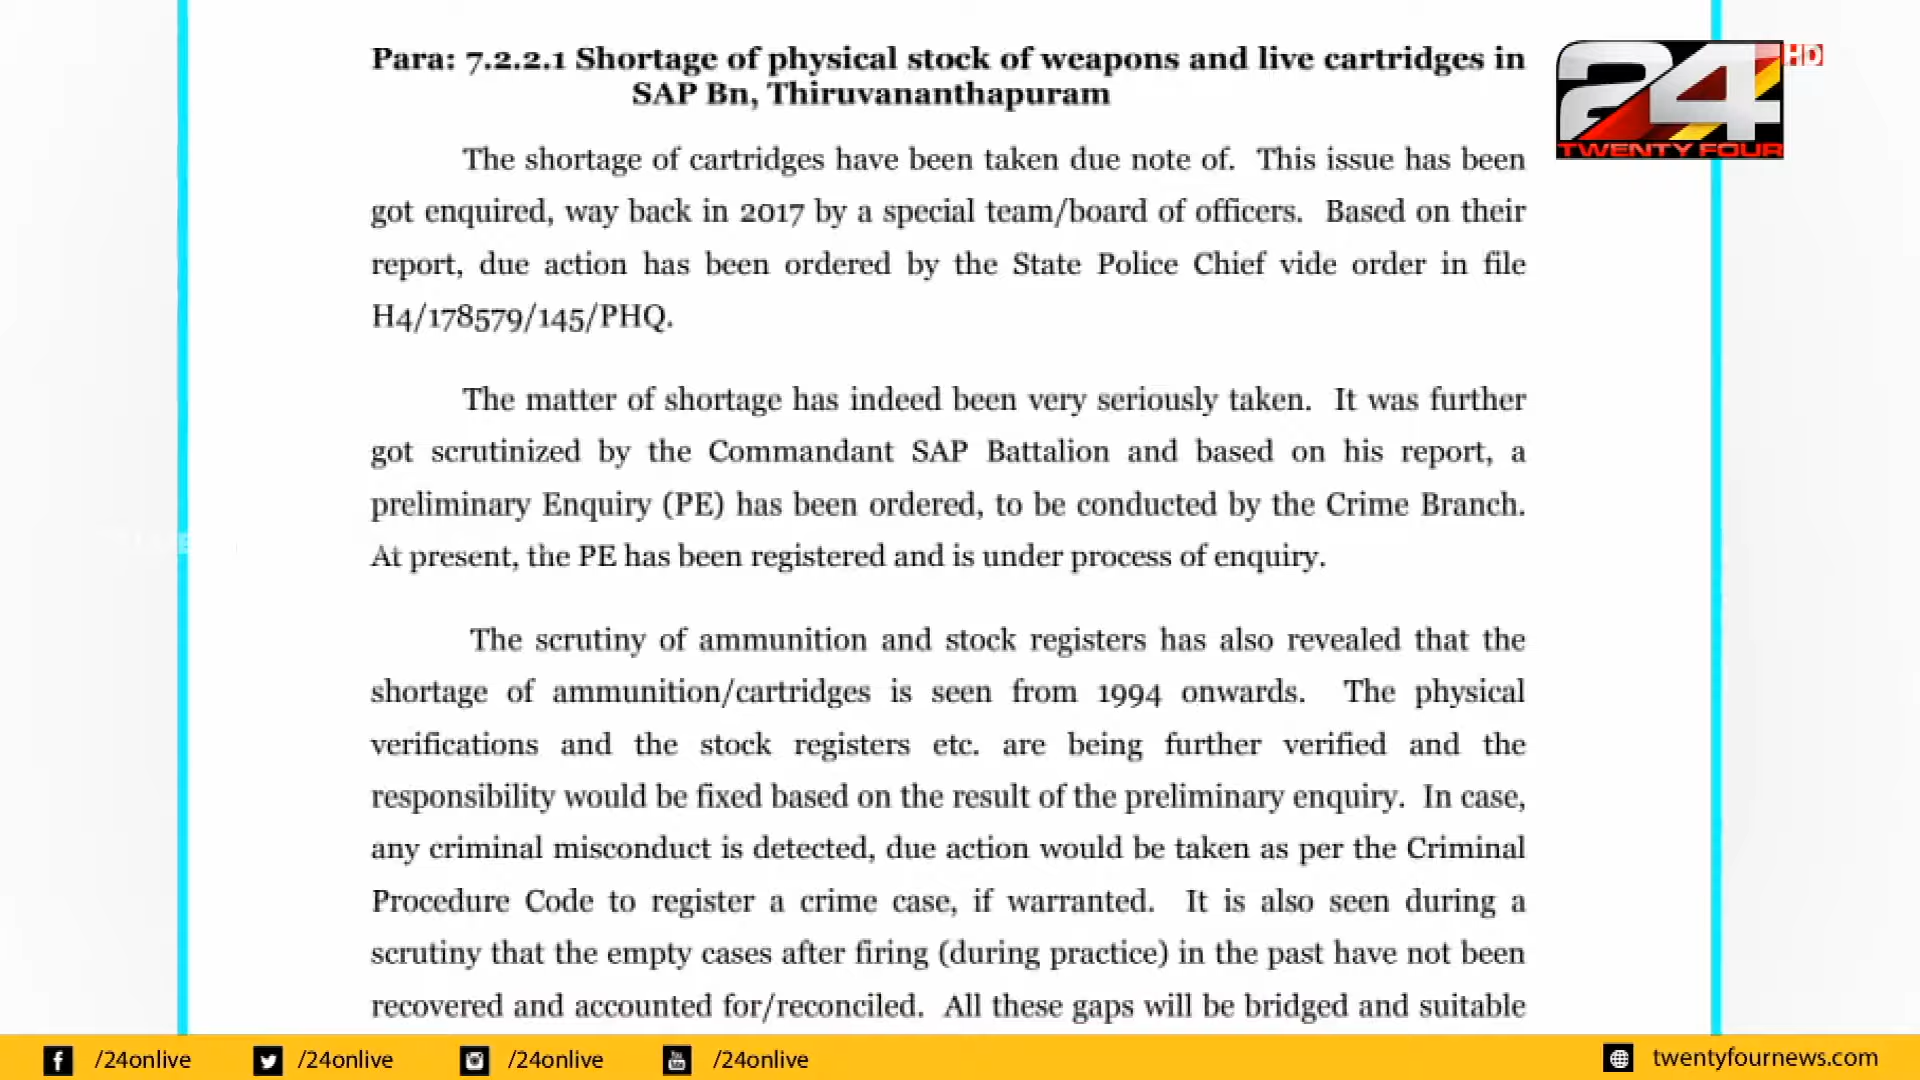 Para: 7.2.2.1 Shortage of physical stock of weapons and live cartridges in
SAP Bn, Thiruvananthapuram
24 HD
TWENTY FOUR
The shortage of cartridges have been taken due note of. This issue has been
got enquired, way back in 2017 by a special team/board of officers. Based on their
report, due action has been ordered by the State Police Chief vide order in file
H4/178579/145/PHQ.
The matter of shortage has indeed been very seriously taken. It was further
got scrutinized by the Commandant SAP Battalion and based on his report, a
preliminary Enquiry (PE) has been ordered, to be conducted by the Crime Branch.
At present, the PE has been registered and is under process of enquiry.
The scrutiny of ammunition and stock registers has also revealed that the
shortage of ammunition/cartridges is seen from 1994 onwards. The physical
verifications and the stock registers etc. are being further verified and the
responsibility would be fixed based on the result of the preliminary enquiry. In case,
any criminal misconduct is detected, due action would be taken as per the Criminal
Procedure Code to register a crime case, if warranted. It is also seen during a
scrutiny that the empty cases after firing (during practice) in the past have not been
recovered and accounted for/reconciled. All these gaps will be bridged and suitable
/24onlive /24onlive /24onlive /24onlive twentyfournews.com